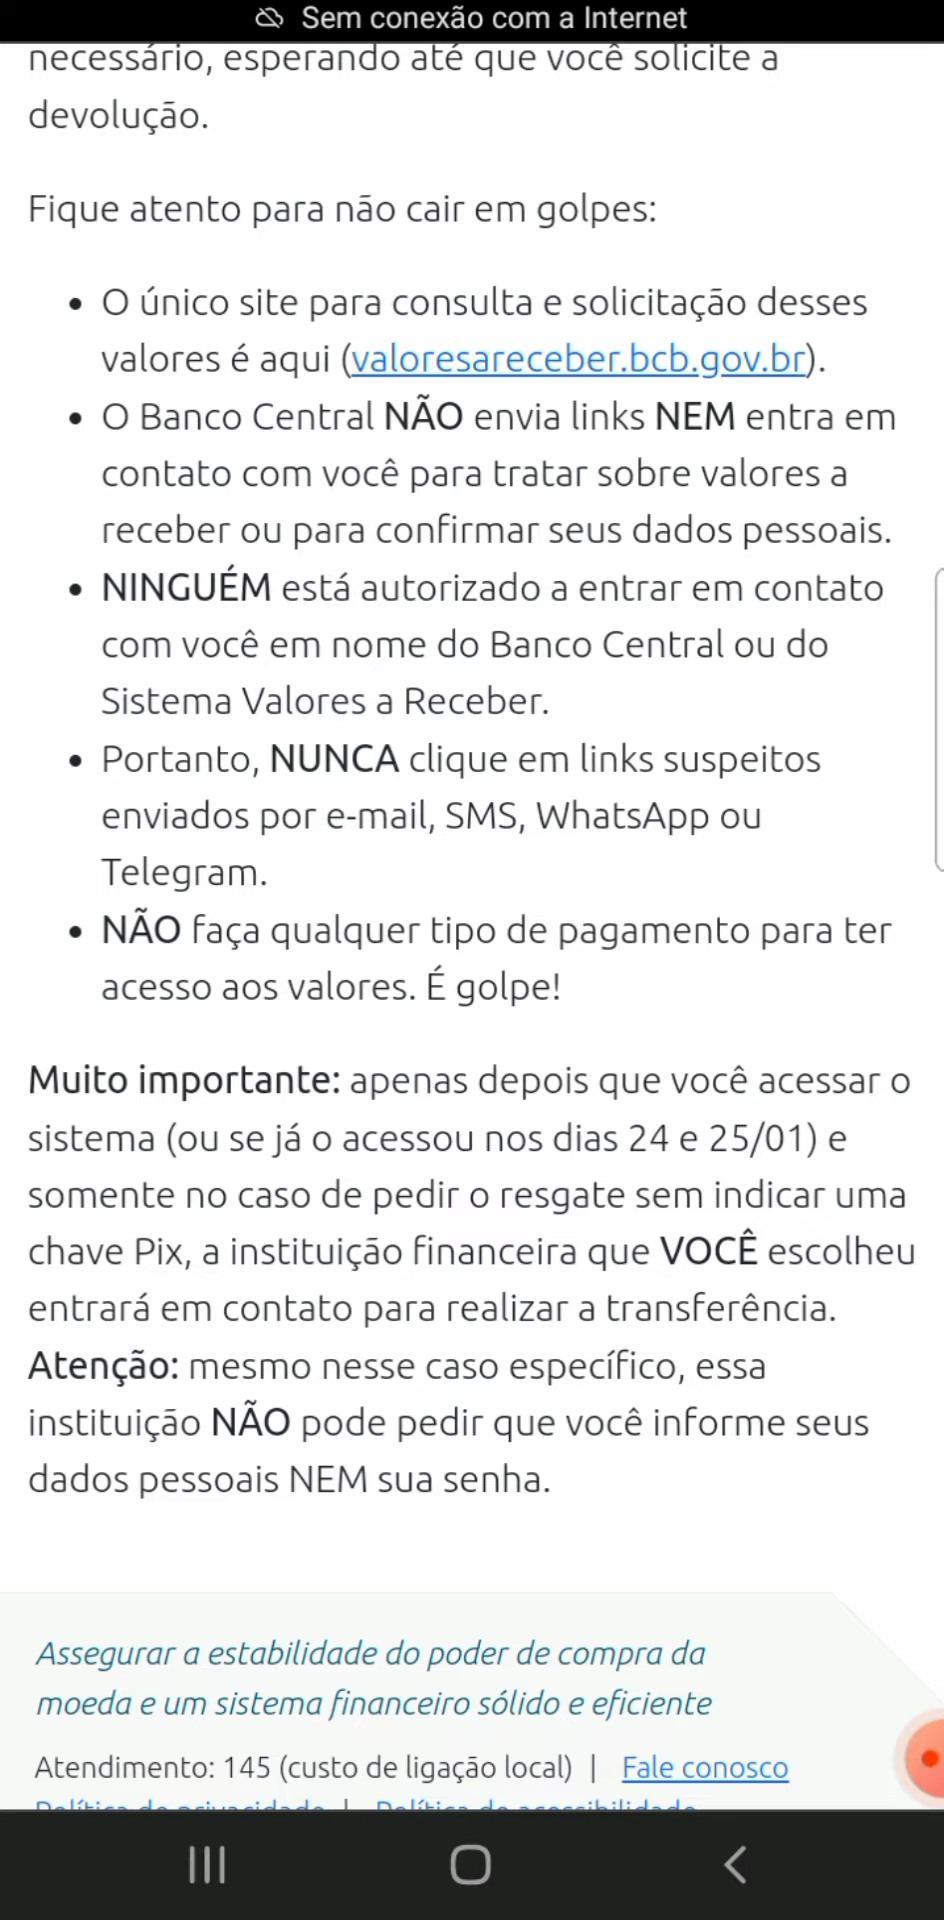 Sem conexão com a Internet
necessário, esperando até que você solicite a
devolução.
Fique atento para não cair em golpes:
• O único site para consulta e solicitação desses
valores é aqui (valoresareceber.bcb.gov.br).
• O Banco Central NÃO envia links NEM entra em
contato com você para tratar sobre valores a
receber ou para confirmar seus dados pessoais.
• NINGUÉM está autorizado a entrar em contato
com você em nome do Banco Central ou do
Sistema Valores a Receber.
• Portanto, NUNCA clique em links suspeitos
enviados por e-mail, SMS, WhatsApp ou
Telegram.
• NÃO faça qualquer tipo de pagamento para ter
acesso aos valores. É golpe!
Muito importante: apenas depois que você acessar o
sistema (ou se já o acessou nos dias 24 e 25/01) e
somente no caso de pedir o resgate sem indicar uma
chave Pix, a instituição financeira que VOCÊ escolheu
entrará em contato para realizar a transferência.
Atenção: mesmo nesse caso específico, essa
instituição NÃO pode pedir que você informe seus
dados pessoais NEM sua senha.
Assegurar a estabilidade do poder de compra da
moeda e um sistema financeiro sólido e eficiente
Atendimento: 145 (custo de ligação local) | Fale conosco
Política de privacidade | Política de acessibilidade